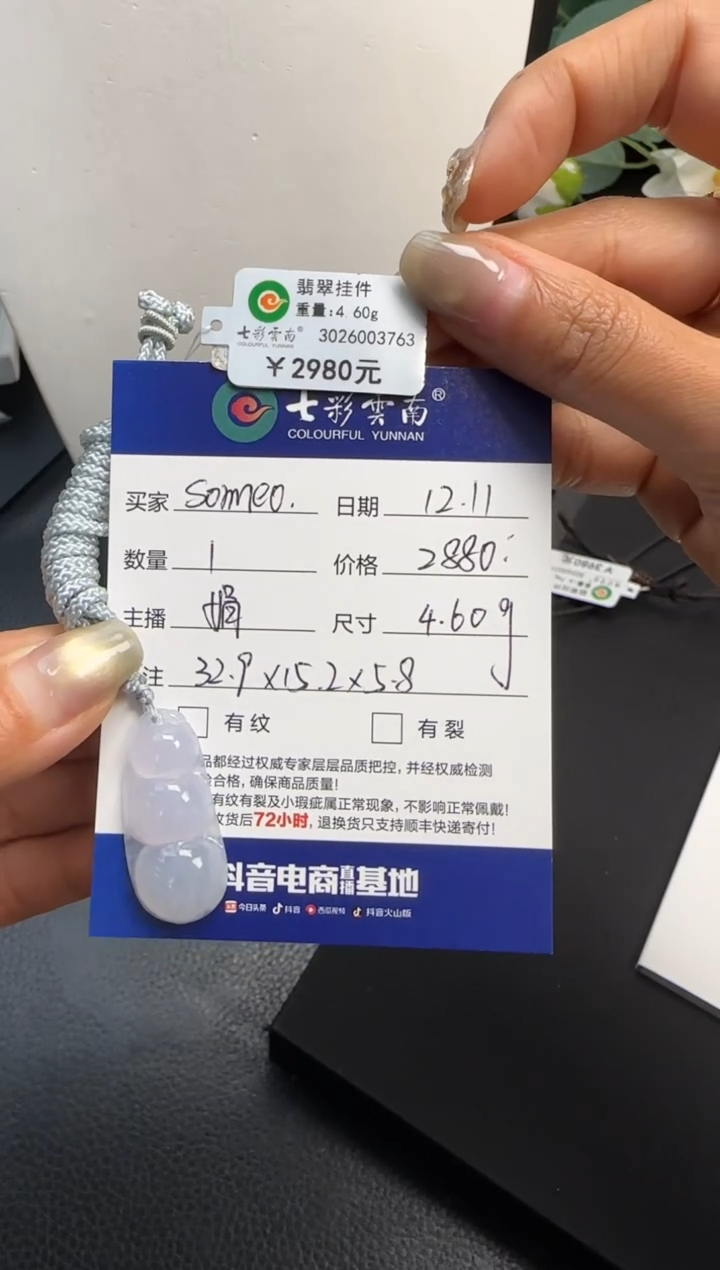 翡翠挂件
重量:4.60g
七彩雲南® 3026003763
COLOURFUL YUNNAN
￥2980元
七彩雲南®
COLOURFUL YUNNAN
买家 someo. 日期 12.11
数量 1 价格 2880
主播 娟 尺寸 4.60g
注 32.9x15.2x5.8
有纹 有裂
品都经过权威专家层层品质把控，并经权威检测
合格，确保商品质量！
有纹有裂及小瑕疵属正常现象，不影响正常佩戴！
收货后72小时，退换货只支持顺丰快递寄付！
抖音电商直播基地
头条 今日头条 抖音 西瓜视频 抖音火山版